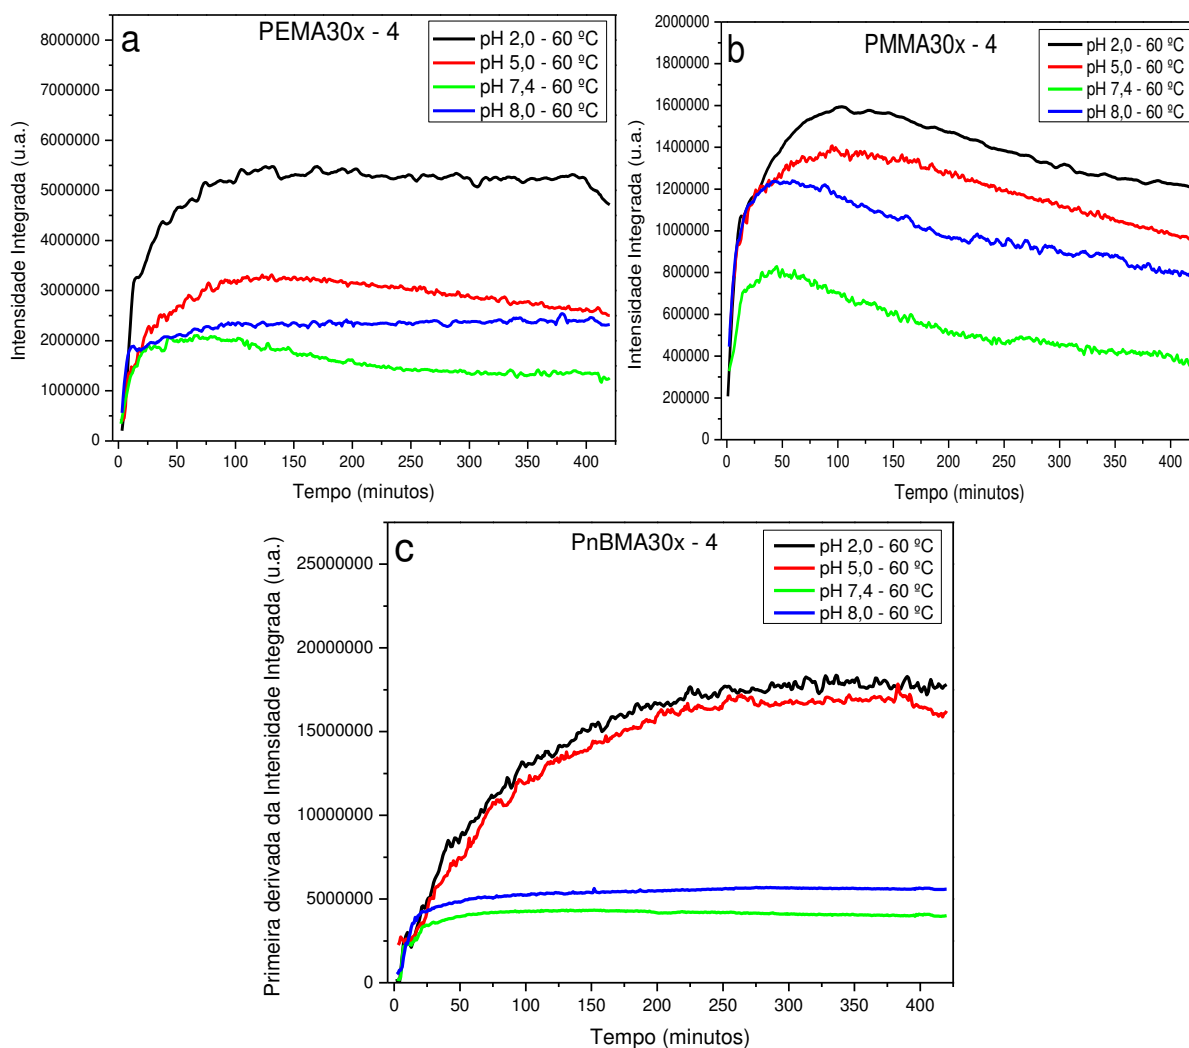 a
PEMA30x - 4
pH 2,0 - 60 ºC
pH 5,0 - 60 ºC
pH 7,4 - 60 ºC
pH 8,0 - 60 ºC
Intensidade Integrada (u.a.)
8000000
7000000
6000000
5000000
4000000
3000000
2000000
1000000
0
0 50 100 150 200 250 300 350 400
Tempo (minutos)
b
PMMA30x - 4
pH 2,0 - 60 ºC
pH 5,0 - 60 ºC
pH 7,4 - 60 ºC
pH 8,0 - 60 ºC
Intensidade Integrada (u.a.)
2000000
1800000
1600000
1400000
1200000
1000000
800000
600000
400000
200000
0
0 50 100 150 200 250 300 350 400
Tempo (minutos)
c
PnBMA30x - 4
pH 2,0 - 60 ºC
pH 5,0 - 60 ºC
pH 7,4 - 60 ºC
pH 8,0 - 60 ºC
Primeira derivada da Intensidade Integrada (u.a.)
25000000
20000000
15000000
10000000
5000000
0
0 50 100 150 200 250 300 350 400
Tempo (minutos)